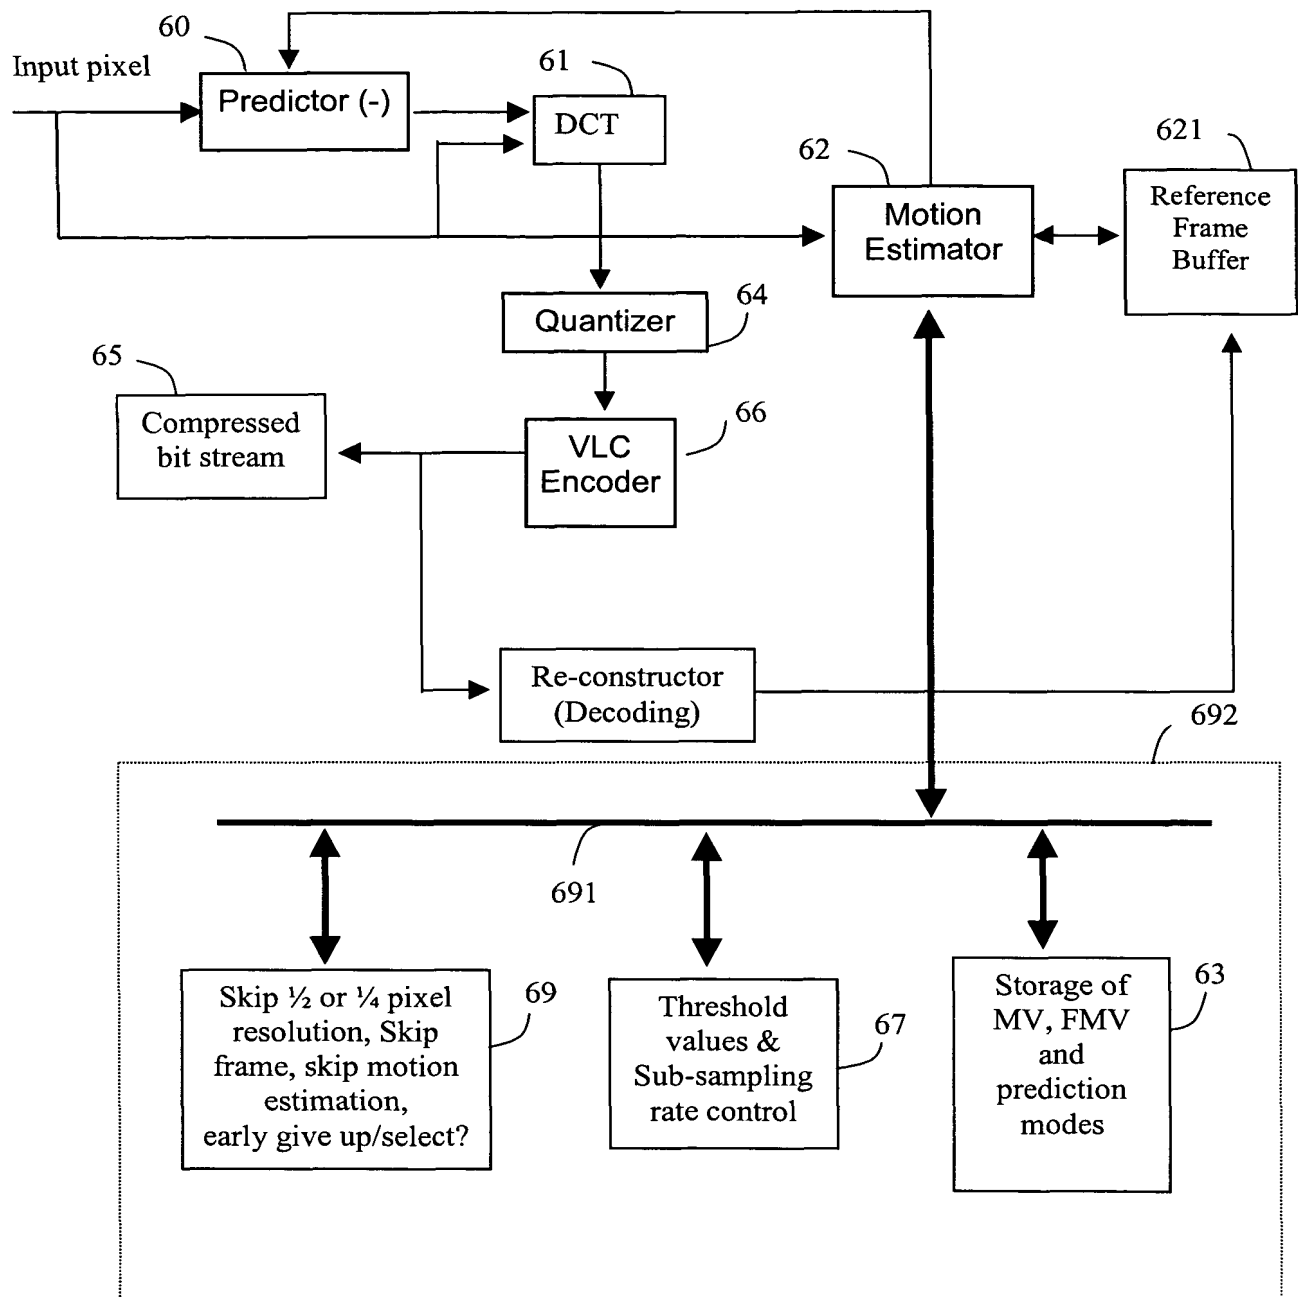 60
Input pixel
Predictor (-)
61
DCT
62
Motion
Estimator
621
Reference
Frame
Buffer
Quantizer
64
65
Compressed
bit stream
VLC
Encoder
66
Re-constructor
(Decoding)
692
691
Skip ½ or ¼ pixel
resolution, Skip
frame, skip motion
estimation,
early give up/select?
69
Threshold
values &
Sub-sampling
rate control
67
Storage of
MV, FMV
and
prediction
modes
63